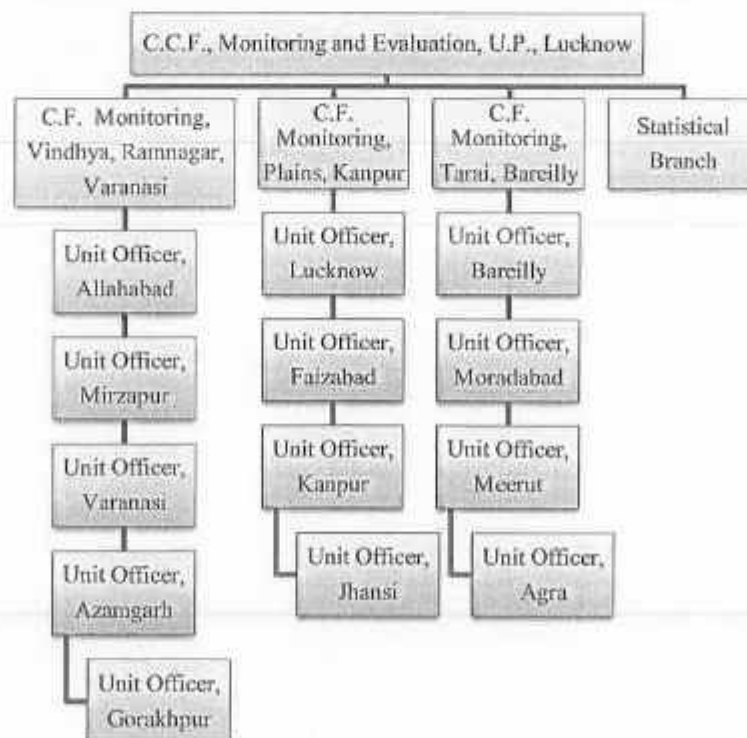 C.C.F., Monitoring and Evaluation, U.P., Lucknow
C.F. Monitoring,
Vindhya, Ramnagar,
Varanasi
Unit Officer,
Allahabad
Unit Officer,
Mirzapur
Unit Officer,
Varanasi
Unit Officer,
Azamgarh
Unit Officer,
Gorakhpur
C.F.
Monitoring,
Plains, Kanpur
Unit Officer,
Lucknow
Unit Officer,
Faizabad
Unit Officer,
Kanpur
Unit Officer,
Jhansi
C.F.
Monitoring,
Tarai, Bareilly
Unit Officer,
Bareilly
Unit Officer,
Moradabad
Unit Officer,
Meerut
Unit Officer,
Agra
Statistical
Branch